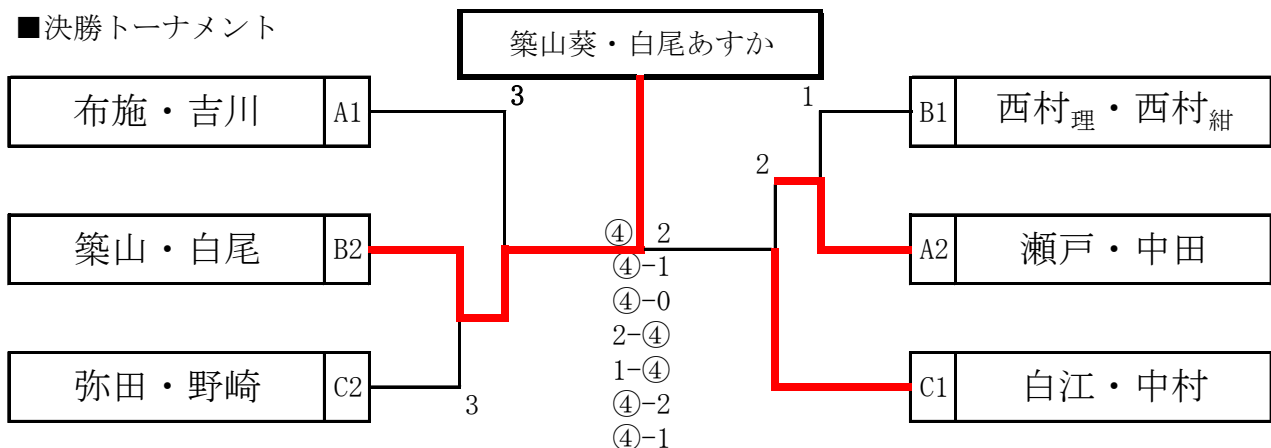 ■決勝トーナメント
築山葵・白尾あすか
3
1
布施・吉川 A1
B1 西村理・西村紺
2
築山・白尾 B2
④ 2
A2 瀬戸・中田
④-1
④-0
2-④
1-④
④-2
④-1
弥田・野崎 C2
3
C1 白江・中村